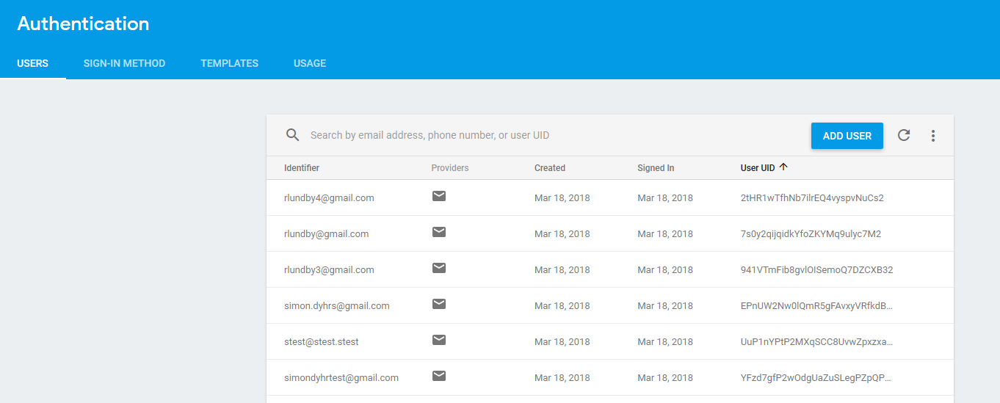 Authentication
USERS SIGN-IN METHOD TEMPLATES USAGE
Search by email address, phone number, or user UID ADD USER
Identifier Providers Created Signed In User UID
rlundby4@gmail.com Mar 18, 2018 Mar 18, 2018 2tHR1wTfhNb7ilrEQ4vyspvNuCs2
rlundby@gmail.com Mar 18, 2018 Mar 18, 2018 7s0y2qijqidkYfoZKYMq9ulyc7M2
rlundby3@gmail.com Mar 18, 2018 Mar 18, 2018 941VTmFib8gvlOISemoQ7DZCXB32
simon.dyhrs@gmail.com Mar 18, 2018 Mar 18, 2018 EPnUW2Nw0lQmR5gFAvxyVRfkdB...
stest@stest.stest Mar 18, 2018 Mar 18, 2018 UuP1nYPtP2MXqSCC8UvwZpxzxa...
simondyhrtest@gmail.com Mar 18, 2018 Mar 18, 2018 YFzd7gfP2wOdgUaZuSLegPZpQP...